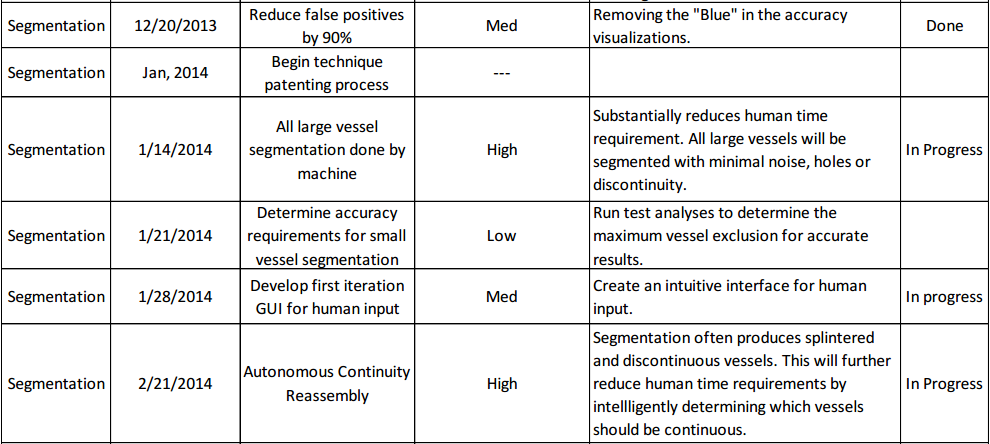 Segmentation 12/20/2013 Reduce false positives by 90% Med Removing the "Blue" in the accuracy visualizations. Done
Segmentation Jan, 2014 Begin technique patenting process ---
Segmentation 1/14/2014 All large vessel segmentation done by machine High Substantially reduces human time requirement. All large vessels will be segmented with minimal noise, holes or discontinuity. In Progress
Segmentation 1/21/2014 Determine accuracy requirements for small vessel segmentation Low Run test analyses to determine the maximum vessel exclusion for accurate results.
Segmentation 1/28/2014 Develop first iteration GUI for human input Med Create an intuitive interface for human input. In progress
Segmentation 2/21/2014 Autonomous Continuity Reassembly High Segmentation often produces splintered and discontinuous vessels. This will further reduce human time requirements by intellligently determining which vessels should be continuous. In Progress